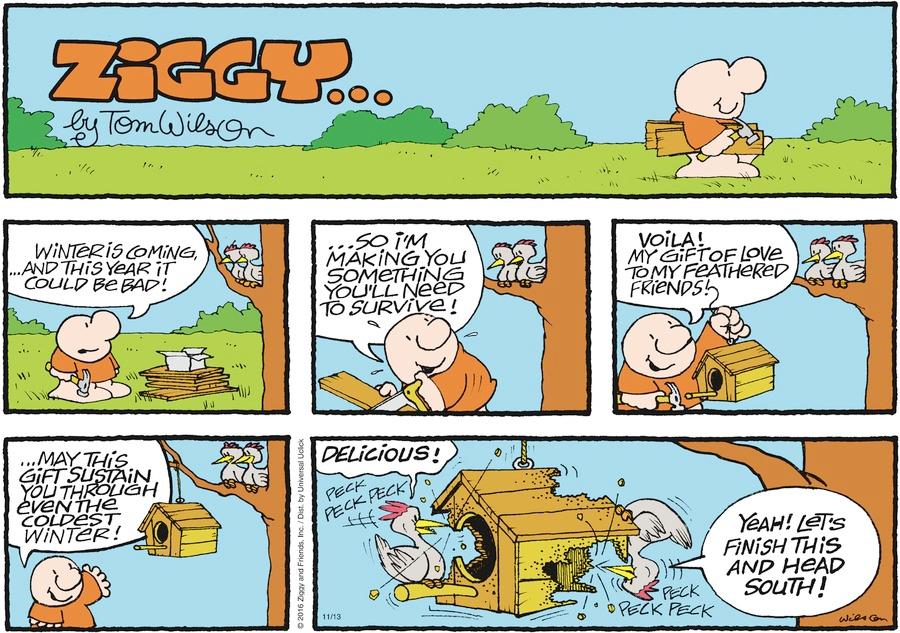 ZiGGY...
by Tom Wilson
WINTER IS COMING,
...AND THIS YEAR IT
COULD BE BAD!
...SO I'M
MAKING YOU
SOMETHING
YOU'LL NEED
TO SURVIVE!
VOILA!
MY GIFT OF LOVE
TO MY FEATHERED
FRIENDS!
...MAY THIS
GIFT SUSTAIN
YOU THROUGH
EVEN THE
COLDEST
WINTER!
© 2016 Ziggy and Friends, Inc. / Dist. by Universal Uclick
DELICIOUS!
PECK
PECK PECK
YEAH! LET'S
FINISH THIS
AND HEAD
SOUTH!
PECK
PECK PECK
11/13
WILSON